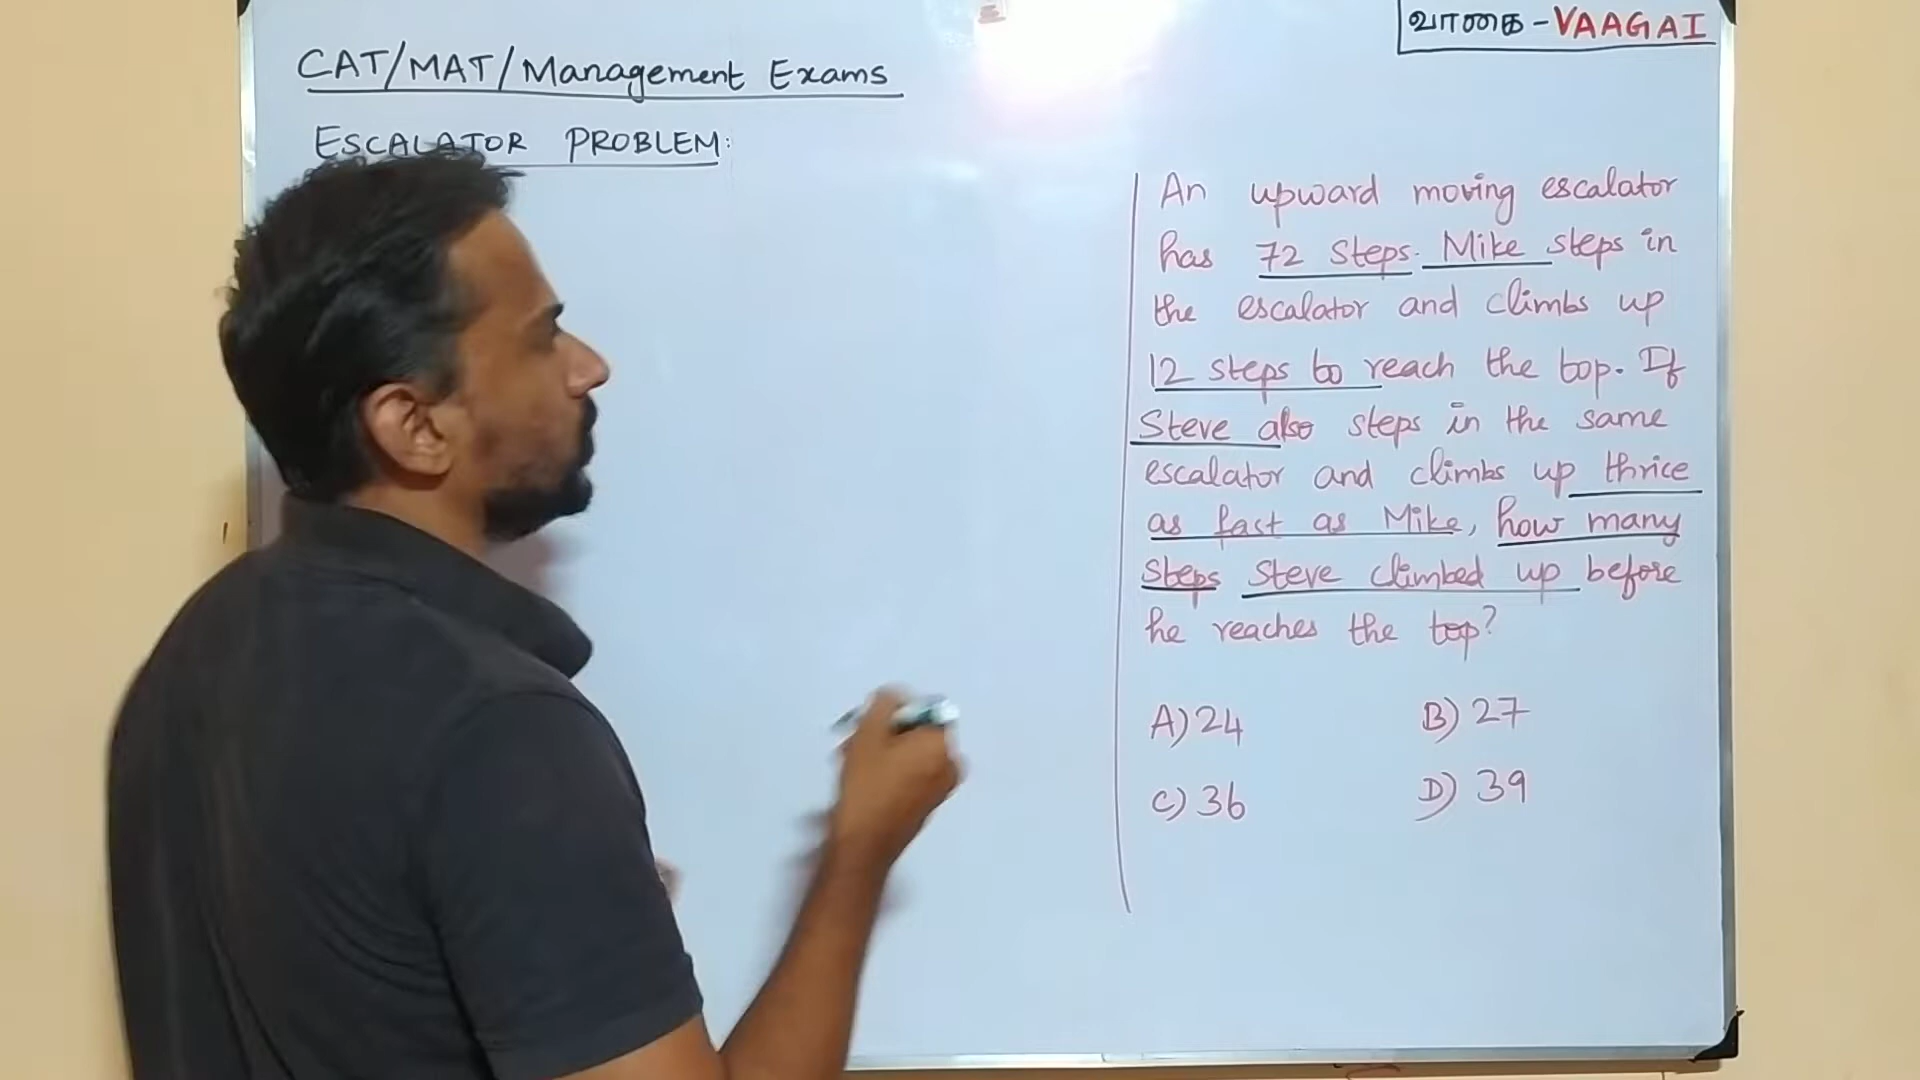 வாகை - VAAGAI
CAT/MAT/Management Exams
ESCALATOR PROBLEM:
An upward moving escalator
has 72 steps. Mike steps in
the escalator and climbs up
12 steps to reach the top. If
Steve also steps in the same
escalator and climbs up thrice
as fast as Mike, how many
steps Steve climbed up before
he reaches the top?
A) 24 B) 27
C) 36 D) 39